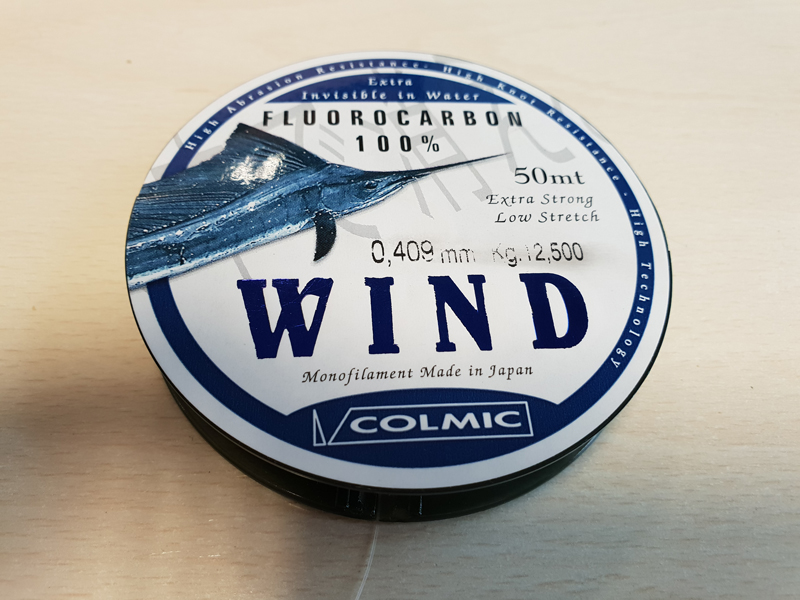 High Abrasion Resistance - High Knot Resistance - High Technology
Extra
Invisible in Water
FLUOROCARBON
100%
50mt
Extra Strong
Low Stretch
0,409 mm Kg.12,500
WIND
Monofilament Made in Japan
COLMIC